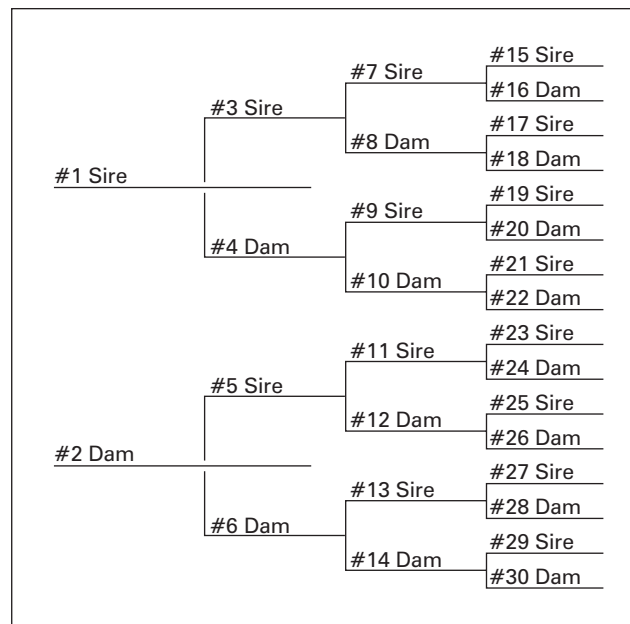 #15 Sire
#7 Sire
#16 Dam
#3 Sire
#17 Sire
#8 Dam
#18 Dam
#1 Sire
#19 Sire
#9 Sire
#20 Dam
#4 Dam
#21 Sire
#10 Dam
#22 Dam
#23 Sire
#11 Sire
#24 Dam
#5 Sire
#25 Sire
#12 Dam
#26 Dam
#2 Dam
#27 Sire
#13 Sire
#28 Dam
#6 Dam
#29 Sire
#14 Dam
#30 Dam